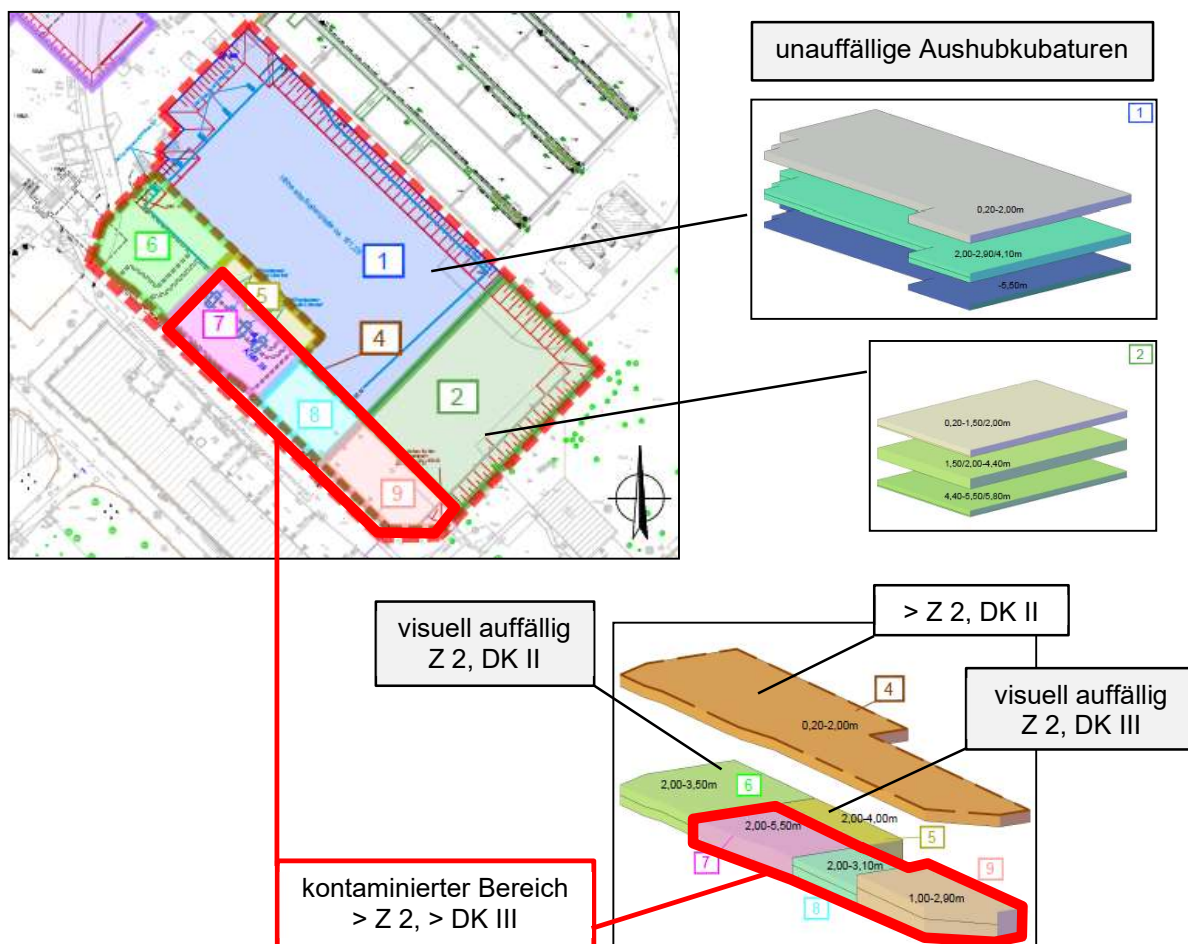 unauffällige Aushubkubaturen
1
0,20-2,00m
2,00-2,90/4,10m
-5,50m
6
1
5
7
4
8
2
9
2
0,20-1,50/2,00m
1,50/2,00-4,40m
4,40-5,50/5,80m
> Z 2, DK II
visuell auffällig
Z 2, DK II
visuell auffällig
Z 2, DK III
4
0,20-2,00m
2,00-3,50m
6
2,00-5,50m
2,00-4,00m
5
7
2,00-3,10m
9
8
1,00-2,90m
kontaminierter Bereich
> Z 2, > DK III